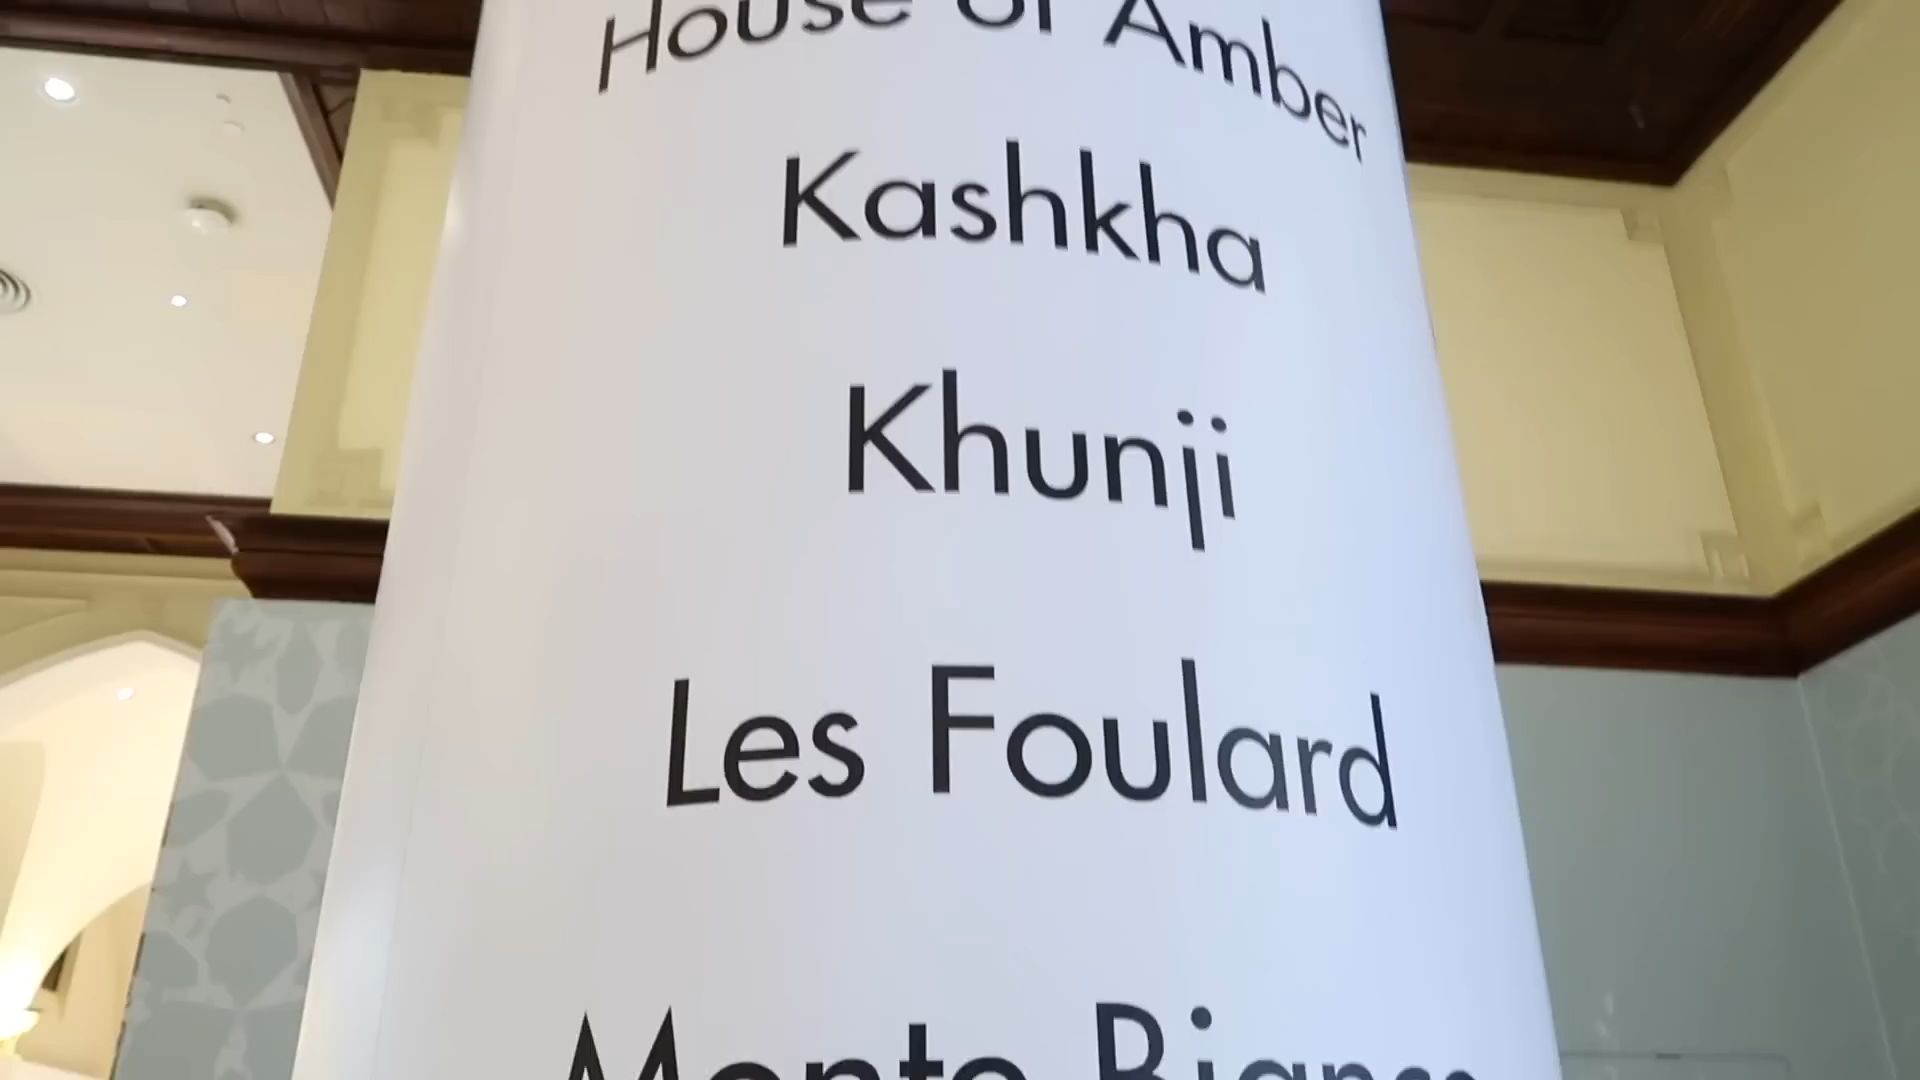 House of Amber
Kashkha
Khunji
Les Foulard
Monte Bianco